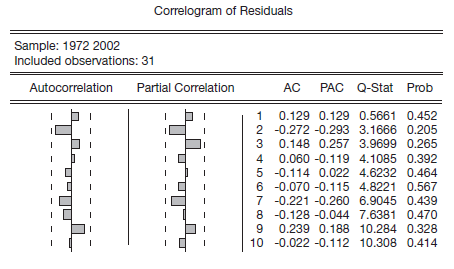 Correlogram of Residuals
Sample: 1972 2002
Included observations: 31
Autocorrelation Partial Correlation AC PAC Q-Stat Prob
1 0.129 0.129 0.5661 0.452
2 -0.272 -0.293 3.1666 0.205
3 0.148 0.257 3.9699 0.265
4 0.060 -0.119 4.1085 0.392
5 -0.114 0.022 4.6232 0.464
6 -0.070 -0.115 4.8221 0.567
7 -0.221 -0.260 6.9045 0.439
8 -0.128 -0.044 7.6381 0.470
9 0.239 0.188 10.284 0.328
10 -0.022 -0.112 10.308 0.414